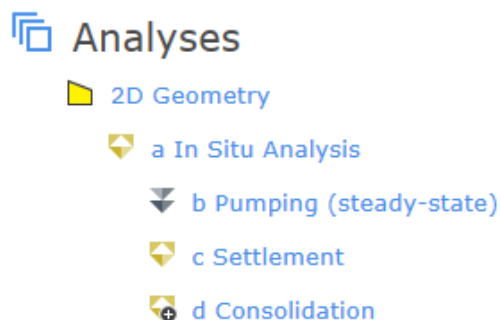 Analyses
2D Geometry
a In Situ Analysis
b Pumping (steady-state)
c Settlement
d Consolidation